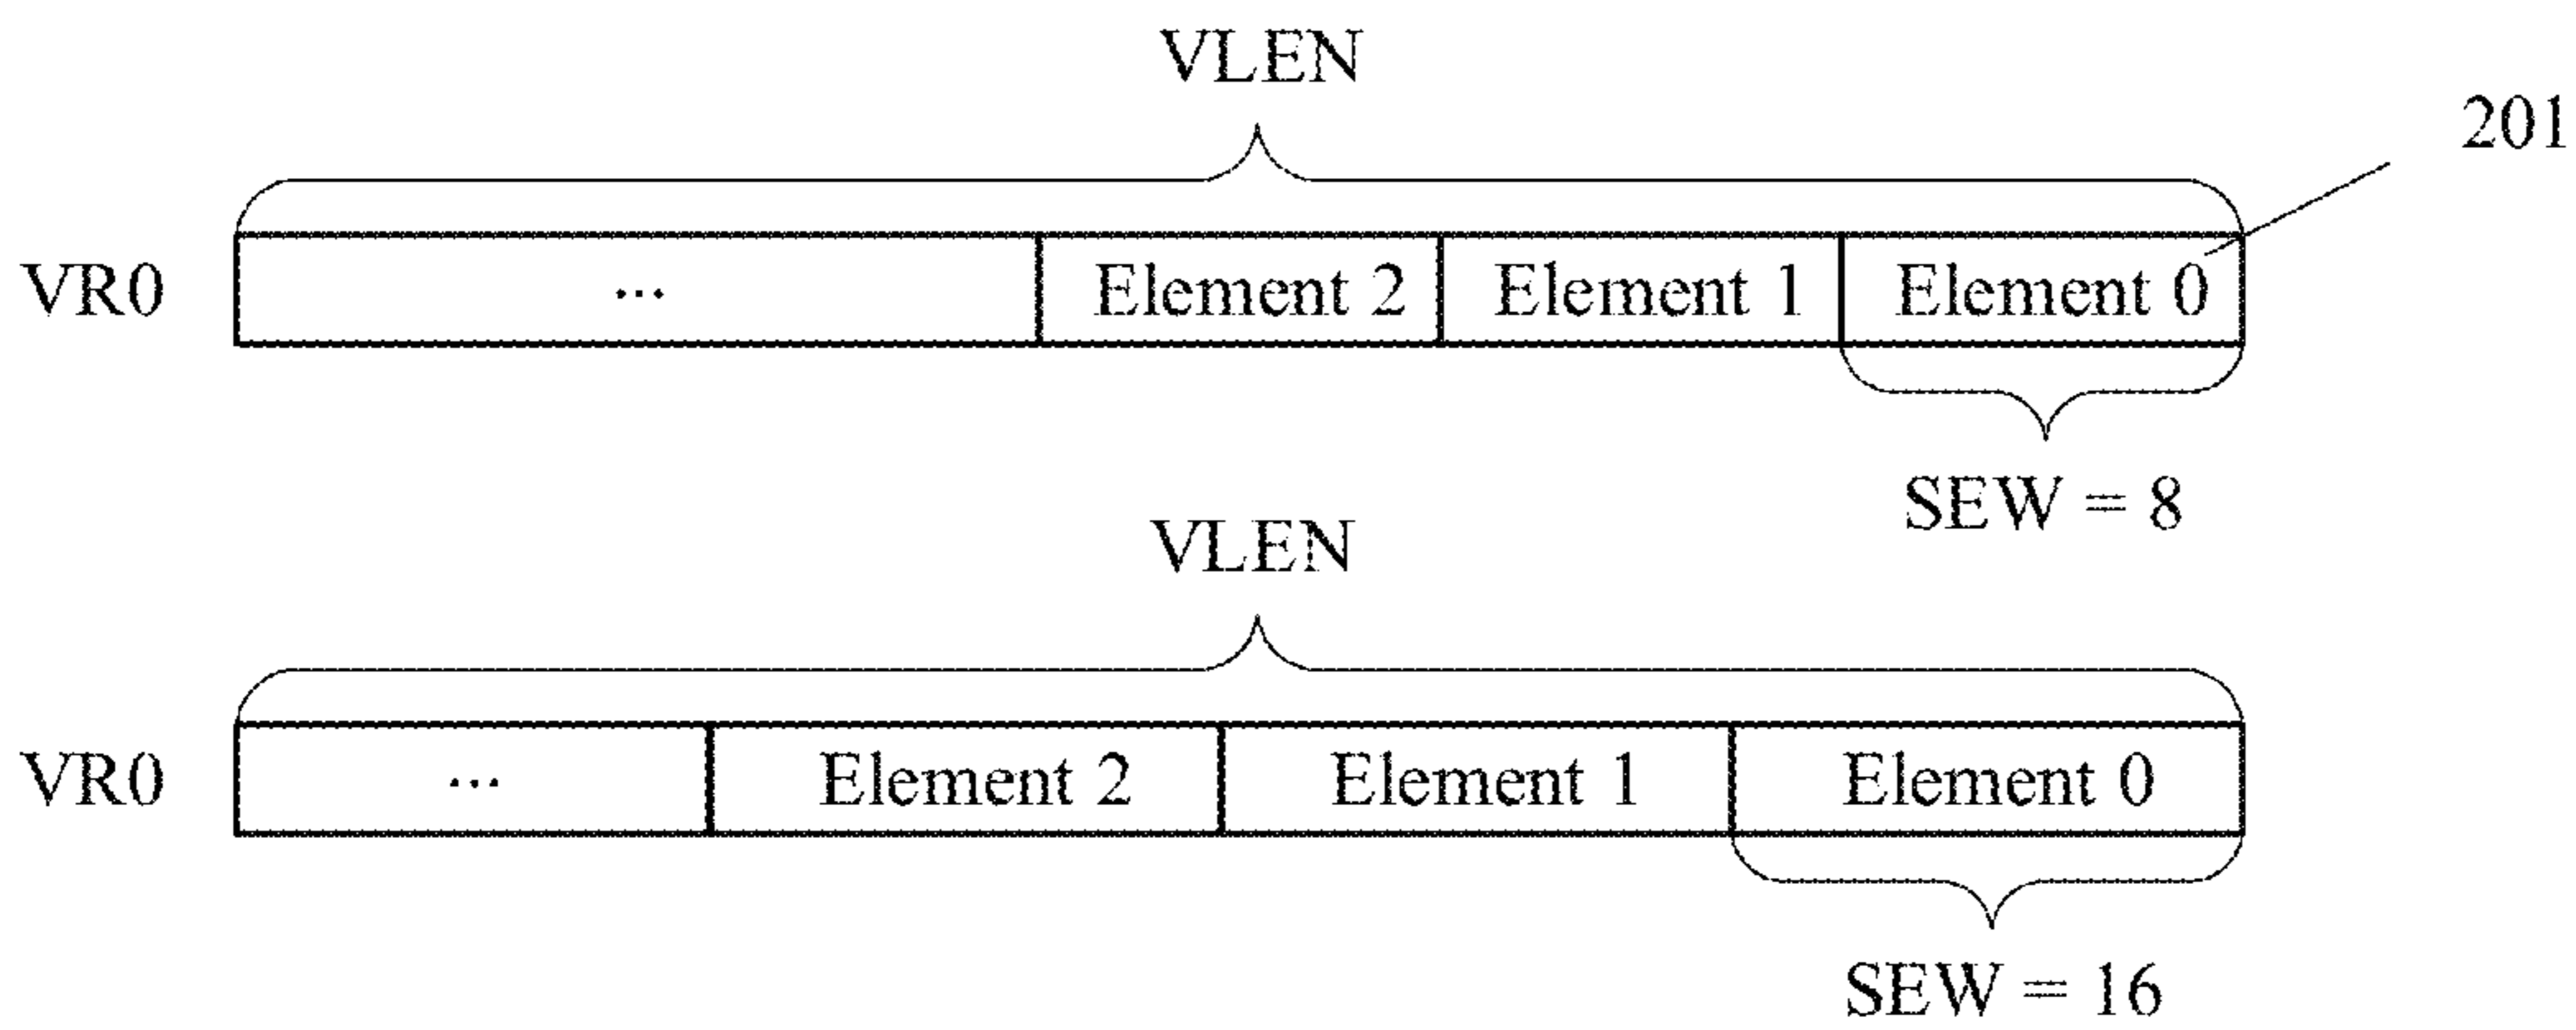 VLEN
201
VR0 ... Element 2 Element 1 Element 0
SEW = 8
VLEN
VR0 ... Element 2 Element 1 Element 0
SEW = 16